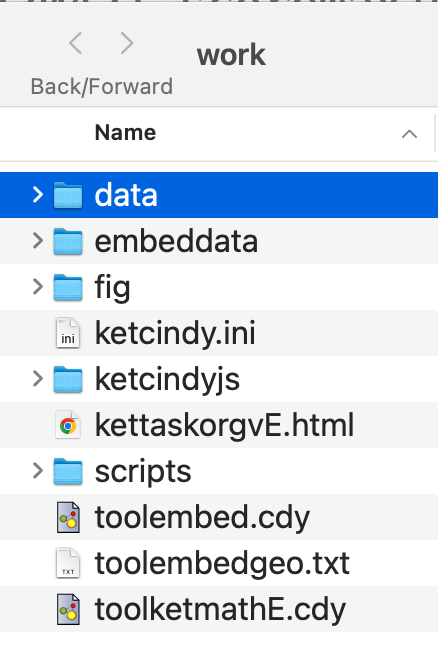 work
Back/Forward
Name
data
embeddata
fig
ini
ketcindy.ini
ketcindyjs
kettaskorgvE.html
scripts
toolembed.cdy
TXT
toolembedgeo.txt
toolketmathE.cdy